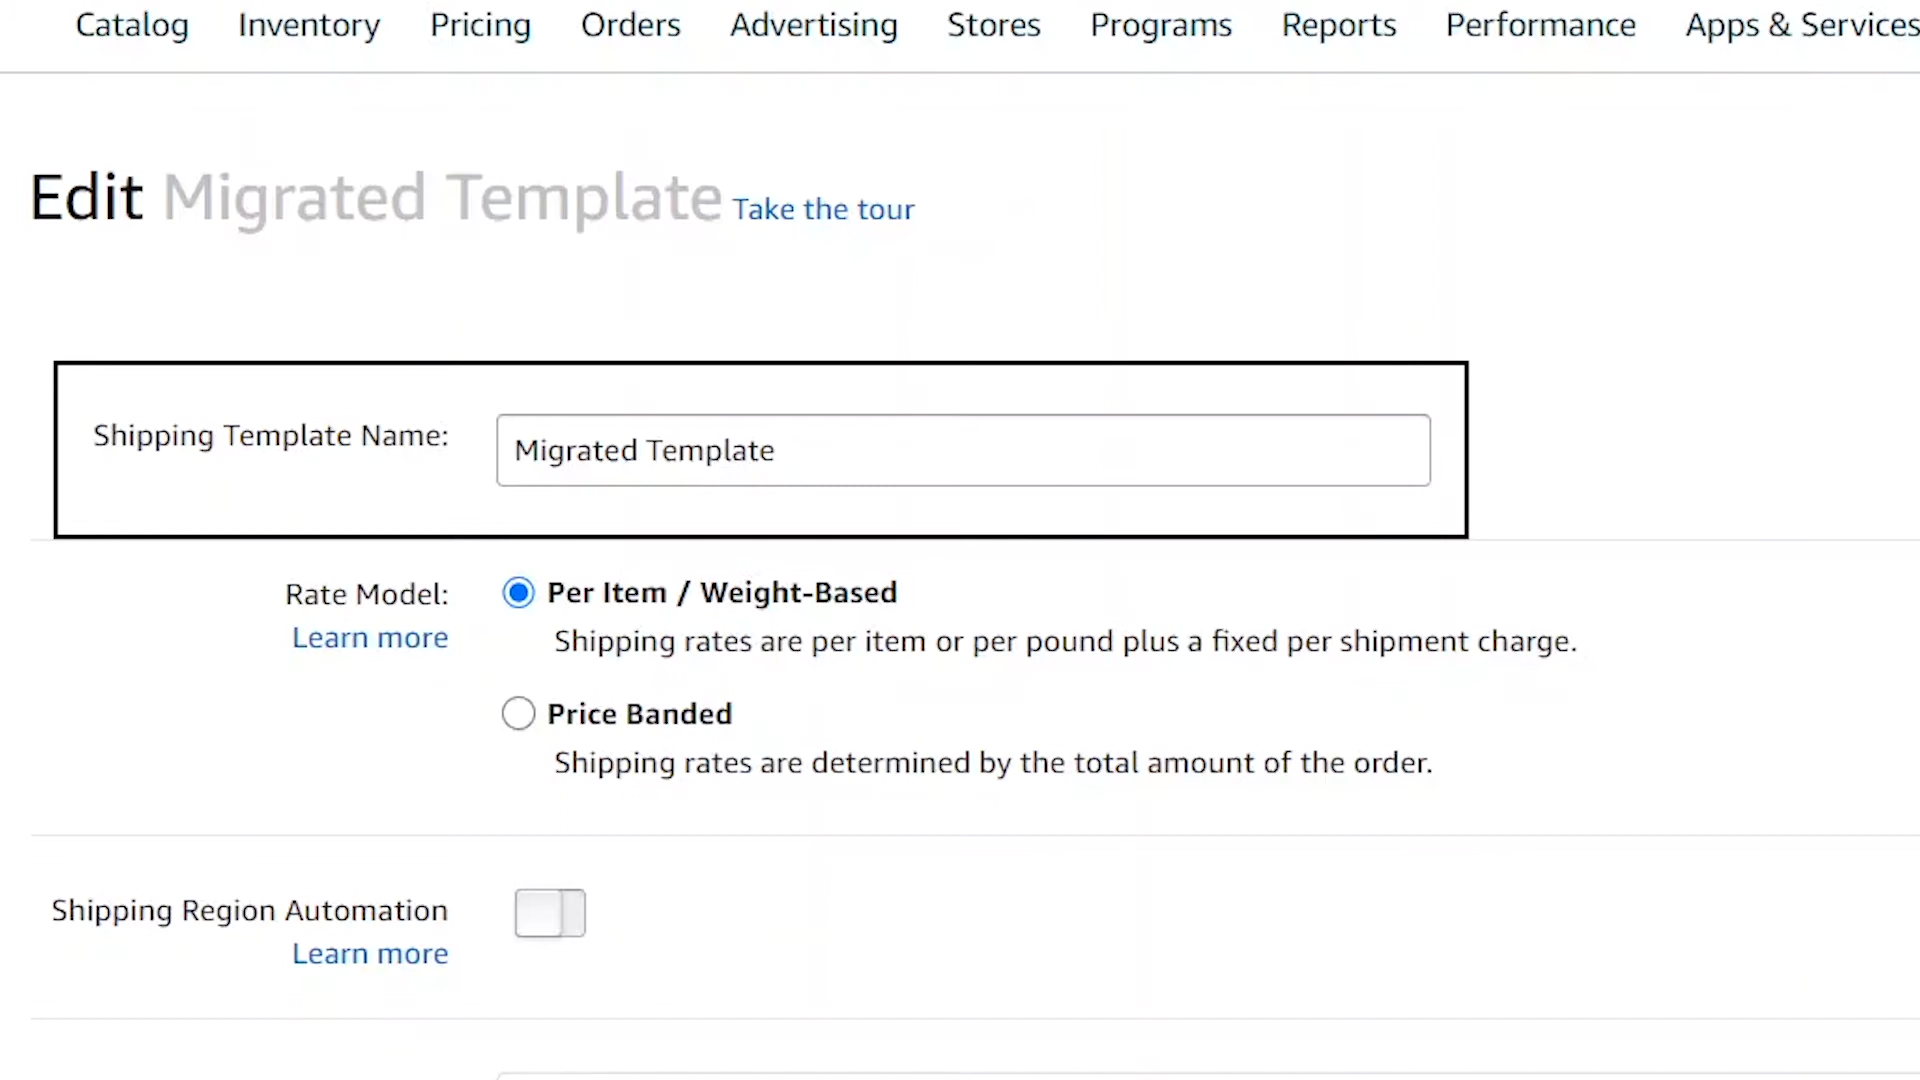 Catalog Inventory Pricing Orders Advertising Stores Programs Reports Performance Apps & Services
Edit Migrated Template Take the tour
Shipping Template Name: Migrated Template
Rate Model: Per Item / Weight-Based
Learn more
Shipping rates are per item or per pound plus a fixed per shipment charge.
Price Banded
Shipping rates are determined by the total amount of the order.
Shipping Region Automation
Learn more